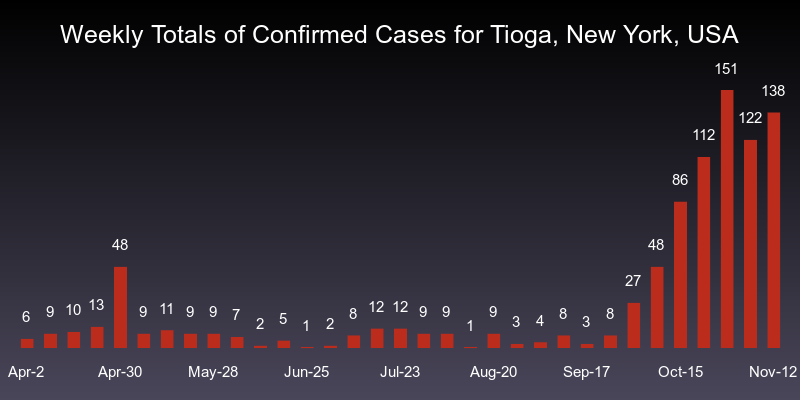 Weekly Totals of Confirmed Cases for Tioga, New York, USA
6 9 10 13 48 9 11 9 9 7 2 5 1 2 8 12 12 9 9 1 9 3 4 8 3 8 27 48 86 112 151 122 138
Apr-2 Apr-30 May-28 Jun-25 Jul-23 Aug-20 Sep-17 Oct-15 Nov-12